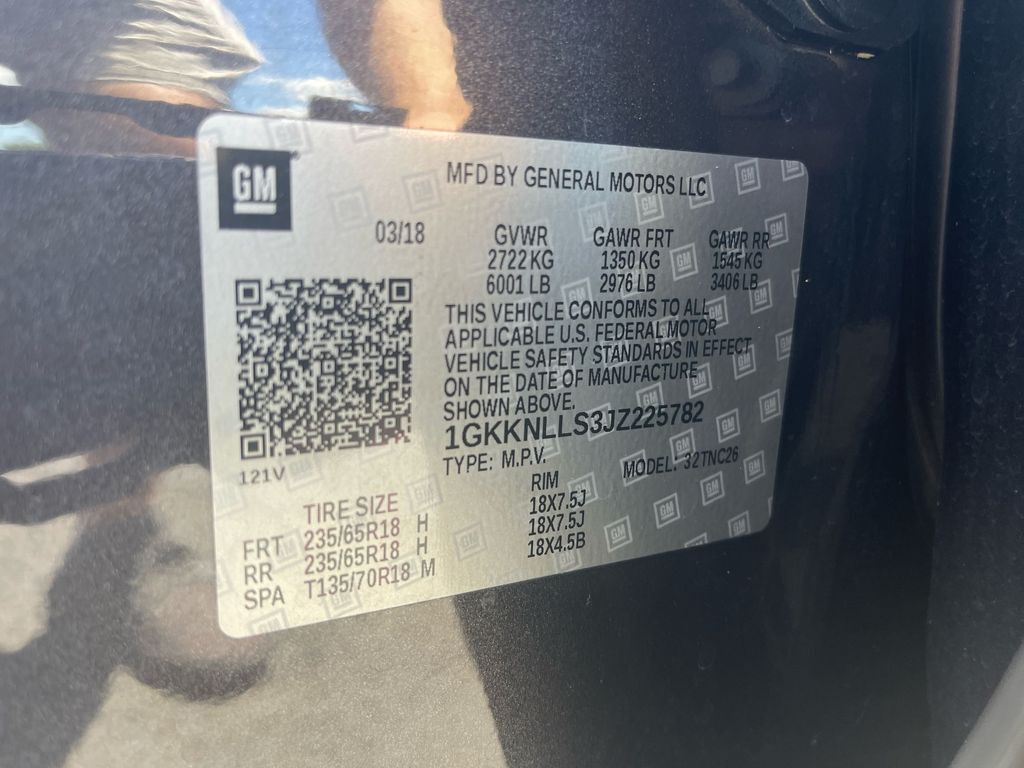 GM
MFD BY GENERAL MOTORS LLC
03/18 GVWR GAWR FRT GAWR RR
2722 KG 1350 KG 1545 KG
6001 LB 2976 LB 3406 LB
THIS VEHICLE CONFORMS TO ALL
APPLICABLE U.S. FEDERAL MOTOR
VEHICLE SAFETY STANDARDS IN EFFECT
ON THE DATE OF MANUFACTURE
SHOWN ABOVE.
1GKKNLLS3JZ225782
121V
TYPE: M.P.V. MODEL: 32TNC26
TIRE SIZE RIM
FRT 235/65R18 H 18X7.5J
RR 235/65R18 H 18X7.5J
SPA T135/70R18 M 18X4.5B